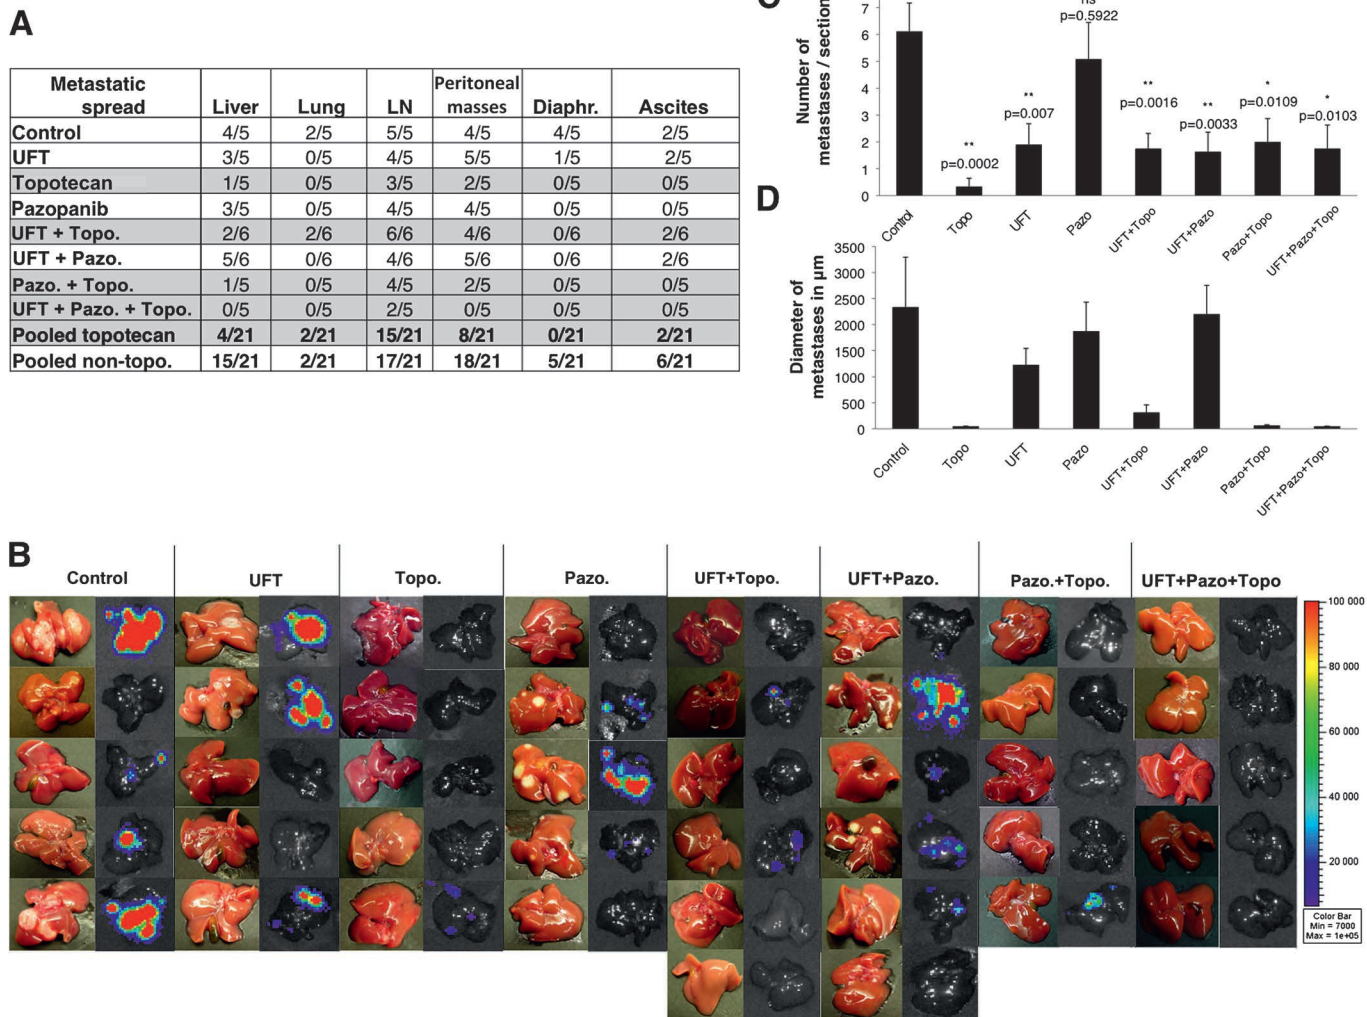 A
Metastatic spread Liver Lung LN Peritoneal masses Diaphr. Ascites
Control 4/5 2/5 5/5 4/5 4/5 2/5
UFT 3/5 0/5 4/5 5/5 1/5 2/5
Topotecan 1/5 0/5 3/5 2/5 0/5 0/5
Pazopanib 3/5 0/5 4/5 4/5 0/5 0/5
UFT + Topo. 2/6 2/6 6/6 4/6 0/6 2/6
UFT + Pazo. 5/6 0/6 4/6 5/6 0/6 2/6
Pazo. + Topo. 1/5 0/5 4/5 2/5 0/5 0/5
UFT + Pazo. + Topo. 0/5 0/5 2/5 0/5 0/5 0/5
Pooled topotecan 4/21 2/21 15/21 8/21 0/21 2/21
Pooled non-topo. 15/21 2/21 17/21 18/21 5/21 6/21
Number of
metastases / section
7
6
5
4
3
2
1
0
**
p=0.0002
**
p=0.007
p=0.5922
**
p=0.0016
**
p=0.0033
*
p=0.0109
*
p=0.0103
Control
Topo
UFT
Pazo
UFT+Topo
UFT+Pazo
Pazo+Topo
UFT+Pazo+Topo
D
Diameter of
metastases in µm
3500
3000
2500
2000
1500
1000
500
0
Control
Topo
UFT
Pazo
UFT+Topo
UFT+Pazo
Pazo+Topo
UFT+Pazo+Topo
B
Control UFT Topo. Pazo. UFT+Topo. UFT+Pazo. Pazo.+Topo. UFT+Pazo+Topo
100 000
80 000
60 000
40 000
20 000
Color Bar
Min = 7000
Max = 1e+05